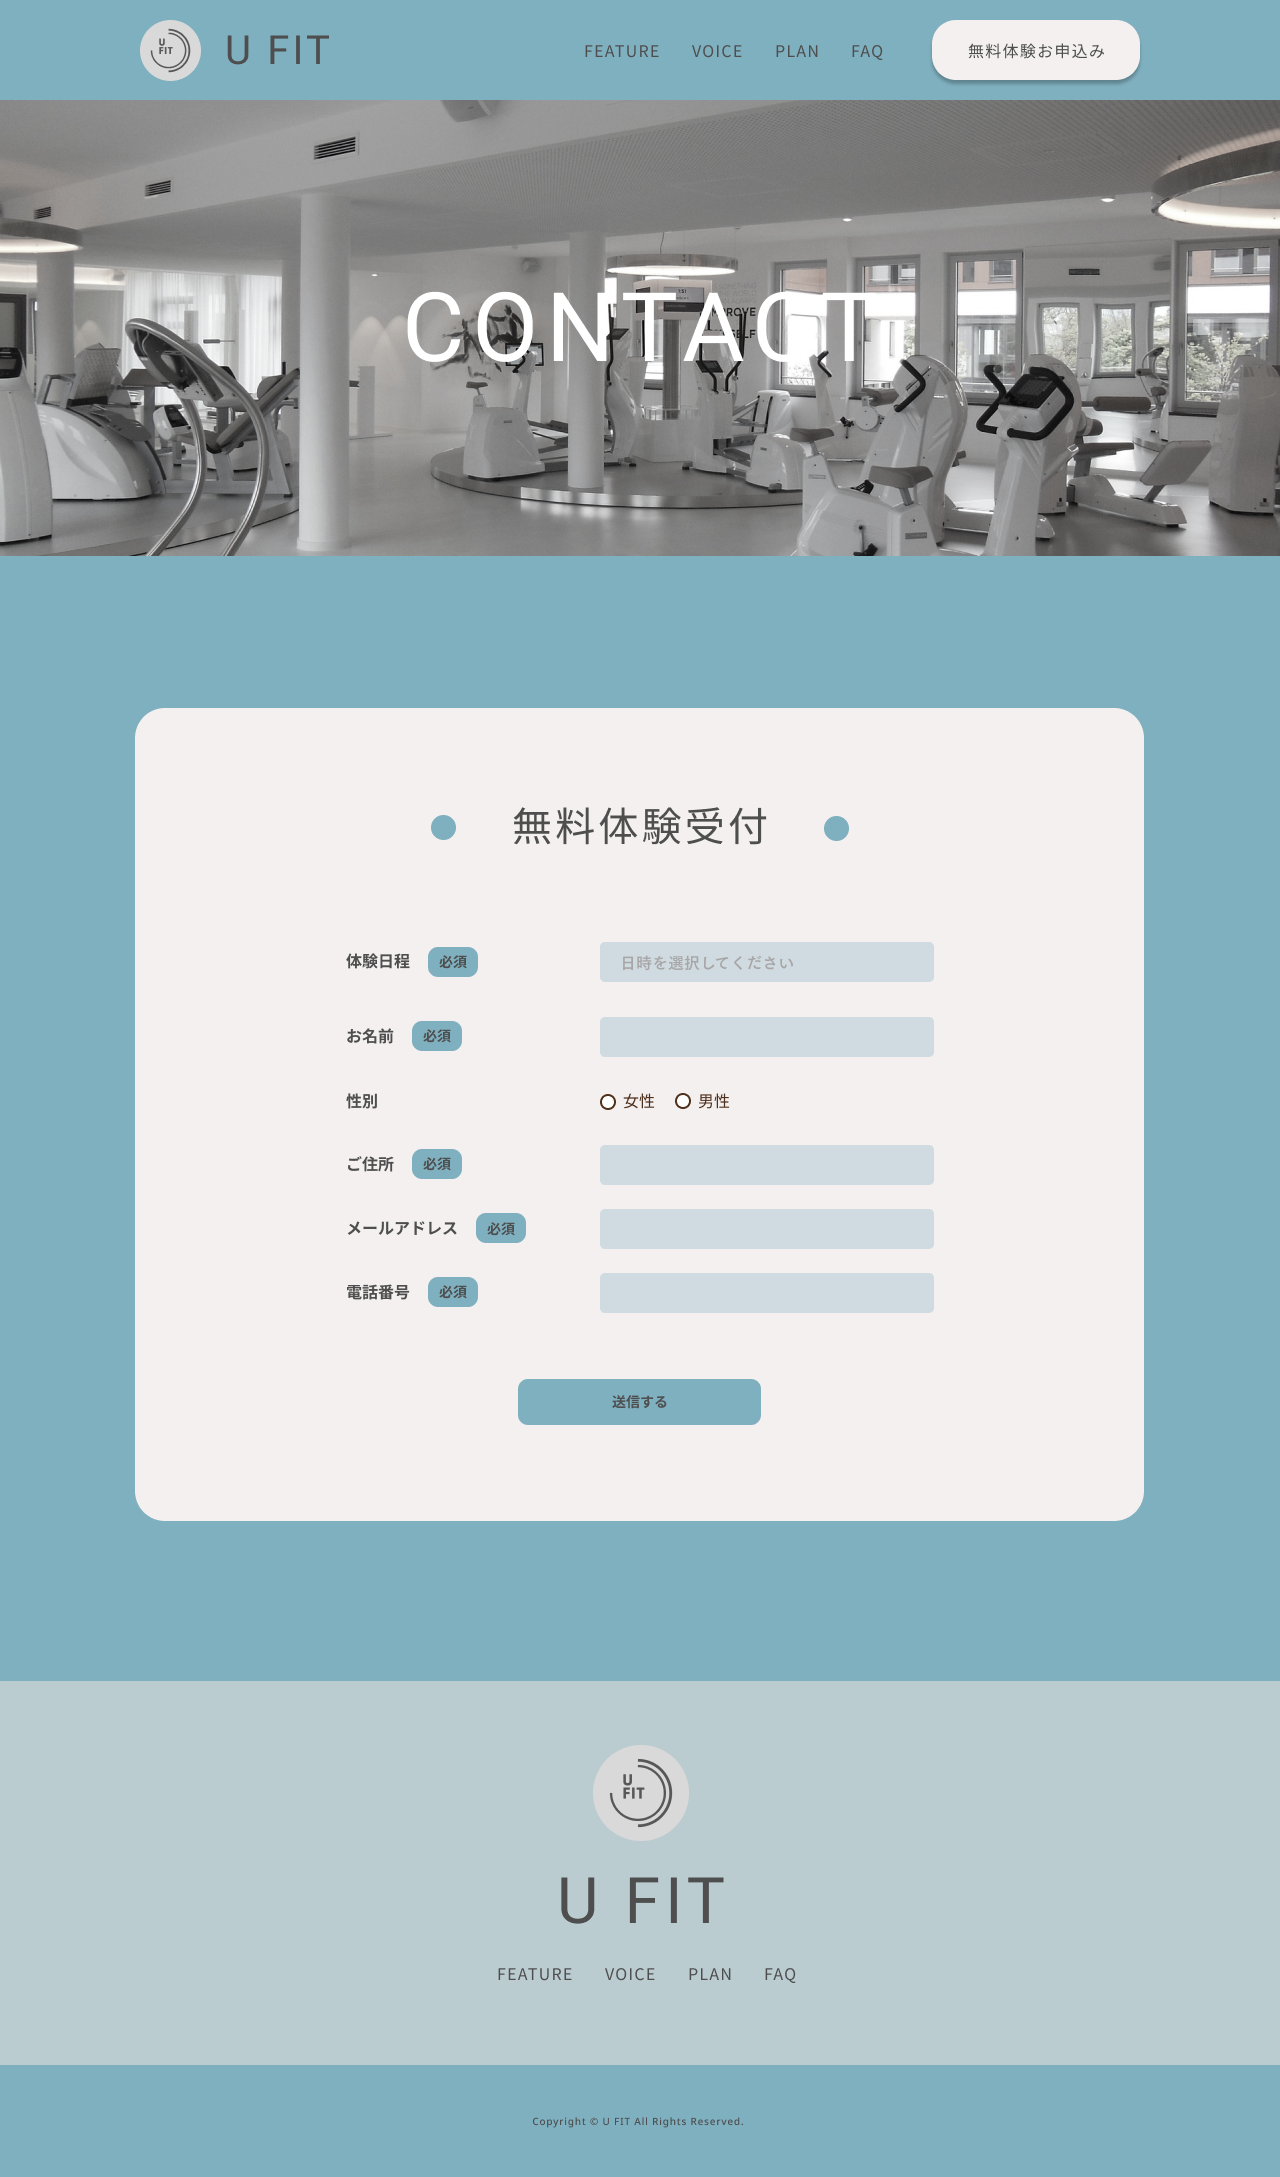 U
FIT
U FIT
FEATURE VOICE PLAN FAQ 無料体験お申込み
CONTACT
無料体験受付
体験日程 必須 日時を選択してください
お名前 必須
性別 女性 男性
ご住所 必須
メールアドレス 必須
電話番号 必須
送信する
U
FIT
U FIT
FEATURE VOICE PLAN FAQ
Copyright © U FIT All Rights Reserved.